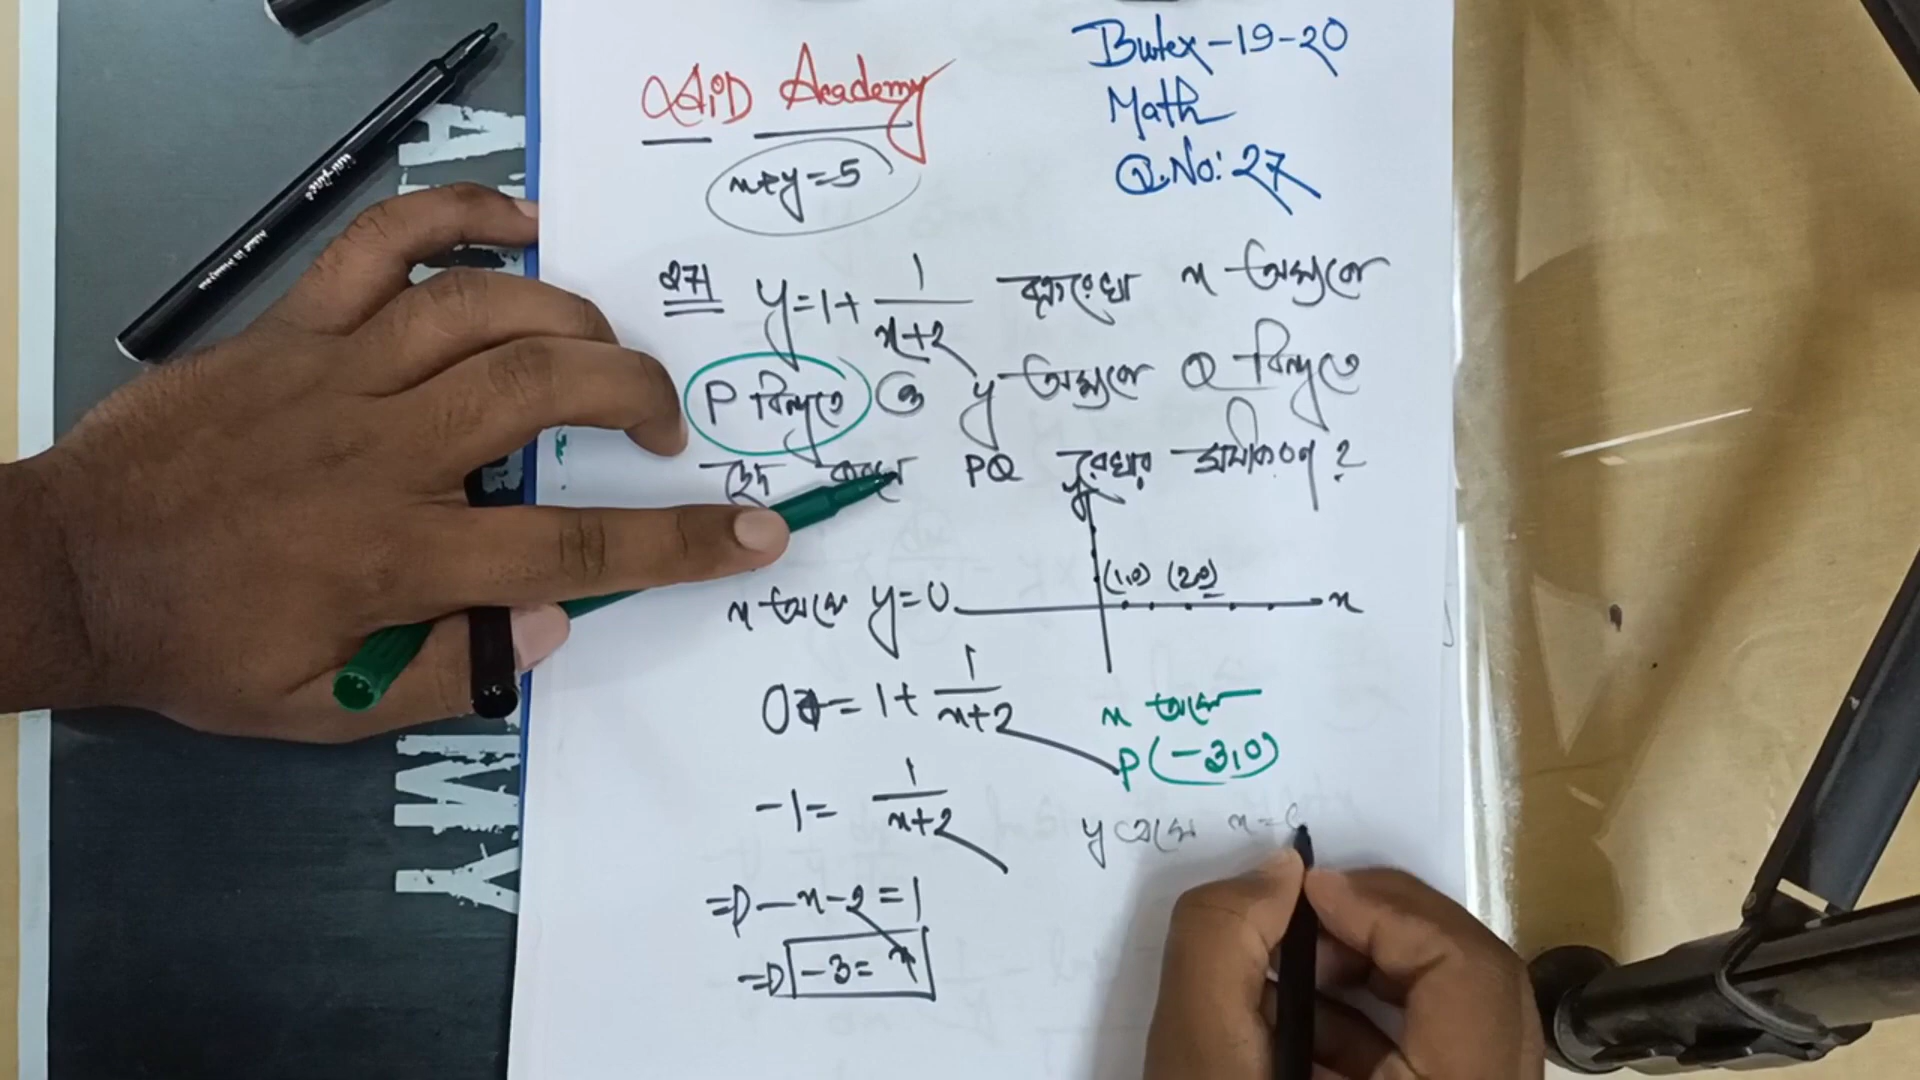 QAiD Academy
Butex-19-20
Math
Q.No: 27
x+y=5
২৭। y=1+1/(x+2) বক্ররেখা x-অক্ষকে
P বিন্দুতে ও y-অক্ষকে Q বিন্দুতে
ছেদ করলে PQ রেখার সমীকরণ?
y
(1,0) (2,0)
x
x অক্ষে y=0
0=1+1/(x+2)
-1=1/(x+2)
⇒ -x-2=1
⇒ -3=x
x অক্ষে
P(-3,0)
y অক্ষে x=